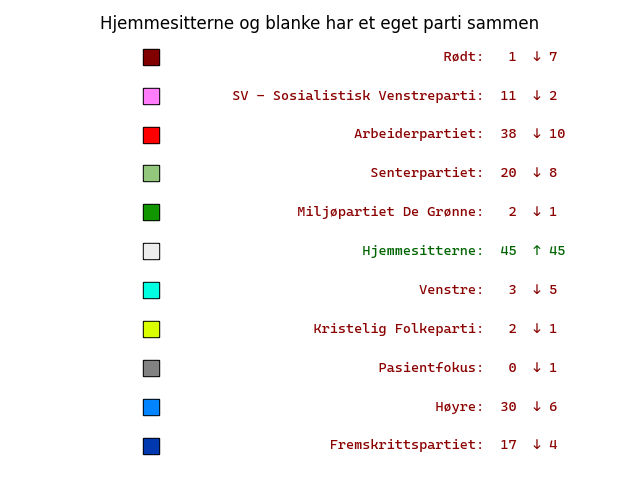 Hjemmesitterne og blanke har et eget parti sammen
Rødt: 1 ↓ 7
SV – Sosialistisk Venstreparti: 11 ↓ 2
Arbeiderpartiet: 38 ↓ 10
Senterpartiet: 20 ↓ 8
Miljøpartiet De Grønne: 2 ↓ 1
Hjemmesitterne: 45 ↑ 45
Venstre: 3 ↓ 5
Kristelig Folkeparti: 2 ↓ 1
Pasientfokus: 0 ↓ 1
Høyre: 30 ↓ 6
Fremskrittspartiet: 17 ↓ 4